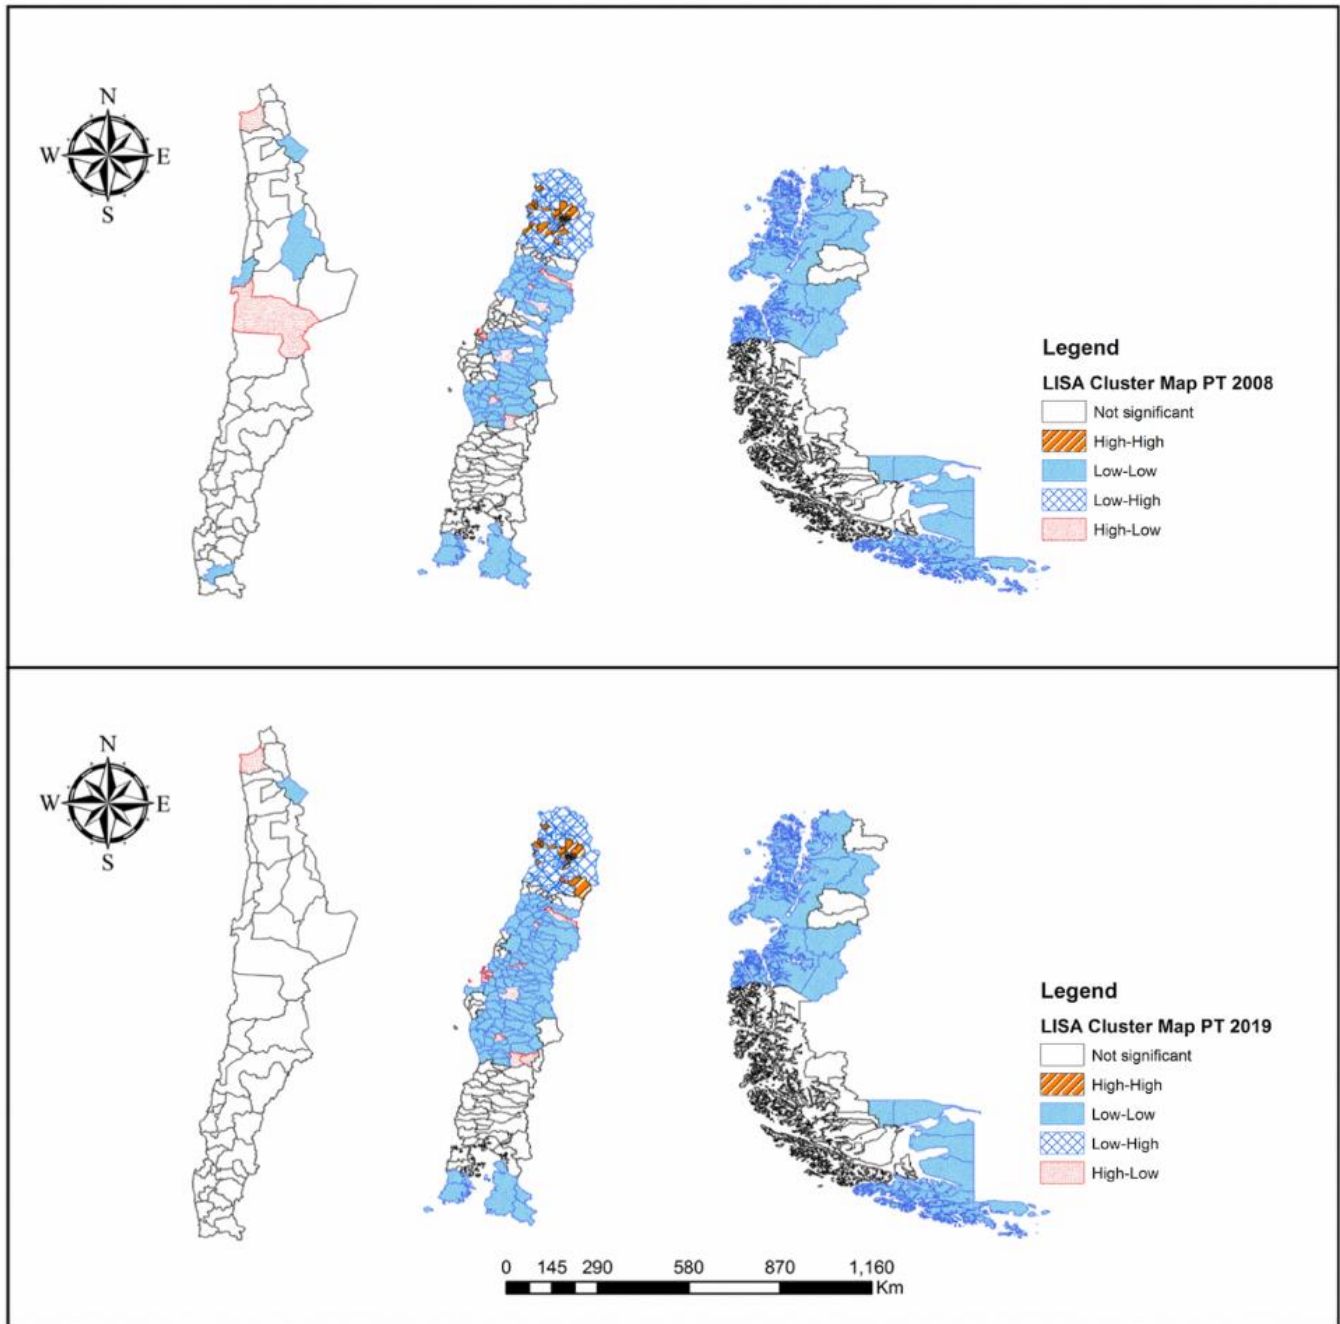 N
W E
S
Legend
LISA Cluster Map PT 2008
Not significant
High-High
Low-Low
Low-High
High-Low
N
W E
S
Legend
LISA Cluster Map PT 2019
Not significant
High-High
Low-Low
Low-High
High-Low
0 145 290 580 870 1,160
Km